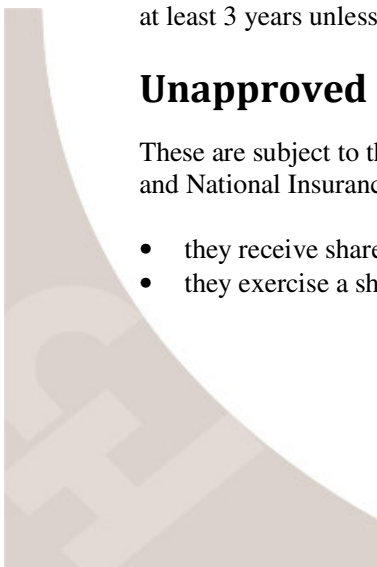 at least 3 years unless
Unapproved
These are subject to
and National
• they receive
• they exercise a